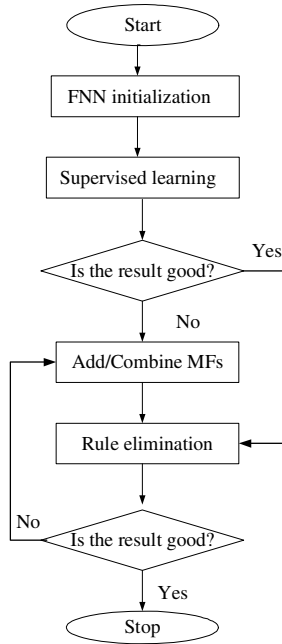 Start
FNN initialization
Supervised learning
Is the result good?
Yes
No
Add/Combine MFs
Rule elimination
No
Is the result good?
Yes
Stop